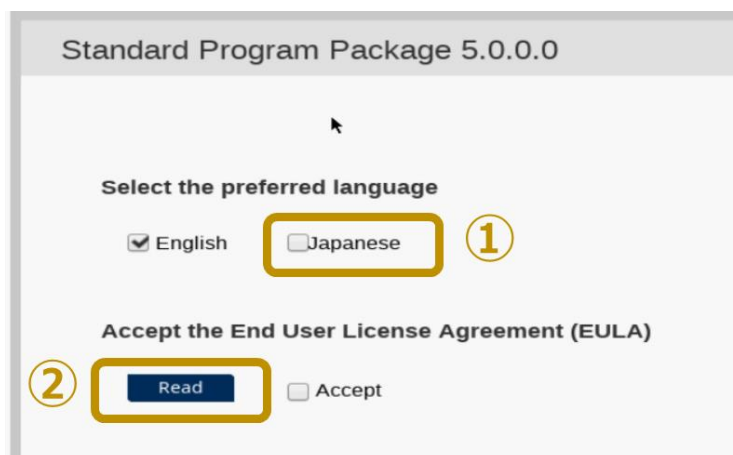 Standard Program Package 5.0.0.0
Select the preferred language
English Japanese ①
Accept the End User License Agreement (EULA)
② Read Accept